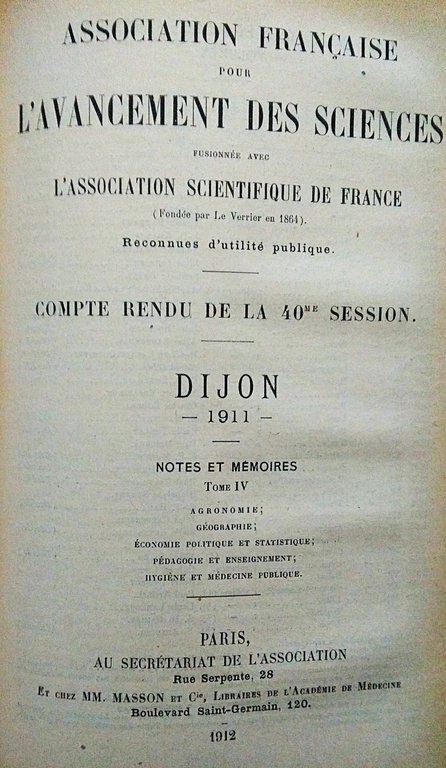 ASSOCIATION FRANÇAISE
POUR
L'AVANCEMENT DES SCIENCES
FUSIONNÉE AVEC
L'ASSOCIATION SCIENTIFIQUE DE FRANCE
(Fondée par Le Verrier en 1864).
Reconnues d'utilité publique.
COMPTE RENDU DE LA 40ME SESSION.
DIJON
— 1911 —
NOTES ET MÉMOIRES
TOME IV
AGRONOMIE;
GÉOGRAPHIE;
ÉCONOMIE POLITIQUE ET STATISTIQUE;
PÉDAGOGIE ET ENSEIGNEMENT;
HYGIÈNE ET MÉDECINE PUBLIQUE.
PARIS,
AU SECRÉTARIAT DE L'ASSOCIATION
Rue Serpente, 28
ET CHEZ MM. MASSON ET Cie, LIBRAIRES DE L'ACADÉMIE DE MÉDECINE
Boulevard Saint-Germain, 120.
1912